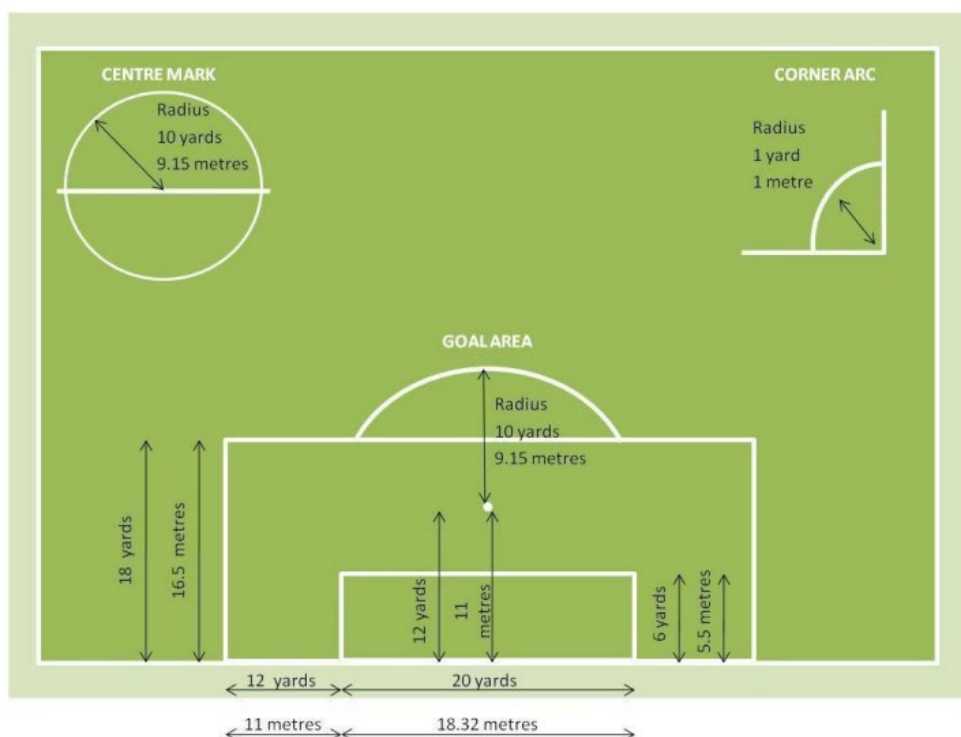 CENTRE MARK
Radius
10 yards
9.15 metres
CORNER ARC
Radius
1 yard
1 metre
GOAL AREA
Radius
10 yards
9.15 metres
18 yards
16.5 metres
12 yards
11
metres
6 yards
5.5 metres
12 yards
20 yards
11 metres
18.32 metres